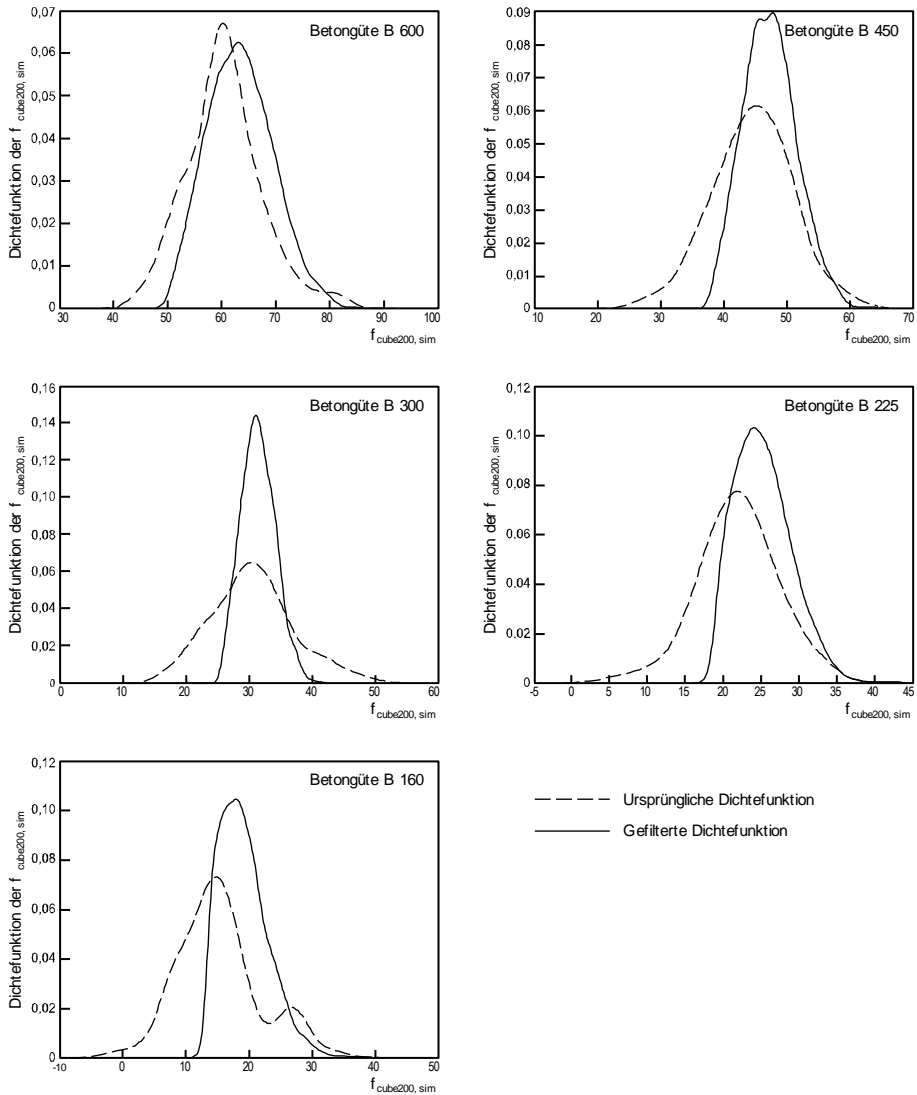 Betongüte B 600
Dichtefunktion der f cube200, sim
0,07
0,06
0,05
0,04
0,03
0,02
0,01
0
30 40 50 60 70 80 90 100
f cube200, sim
Betongüte B 450
Dichtefunktion der f cube200, sim
0,09
0,08
0,07
0,06
0,05
0,04
0,03
0,02
0,01
0
10 20 30 40 50 60 70
f cube200, sim
Betongüte B 300
Dichtefunktion der f cube200, sim
0,16
0,14
0,12
0,10
0,08
0,06
0,04
0,02
0
0 10 20 30 40 50 60
f cube200, sim
Betongüte B 225
Dichtefunktion der f cube200, sim
0,12
0,10
0,08
0,06
0,04
0.02
0
-5 0 5 10 15 20 25 30 35 40 45
f cube200, sim
Betongüte B 160
Dichtefunktion der f cube200, sim
0,12
0,10
0,08
0,06
0,04
0,02
0
-10 0 10 20 30 40 50
f cube200, sim
Ursprüngliche Dichtefunktion
Gefilterte Dichtefunktion